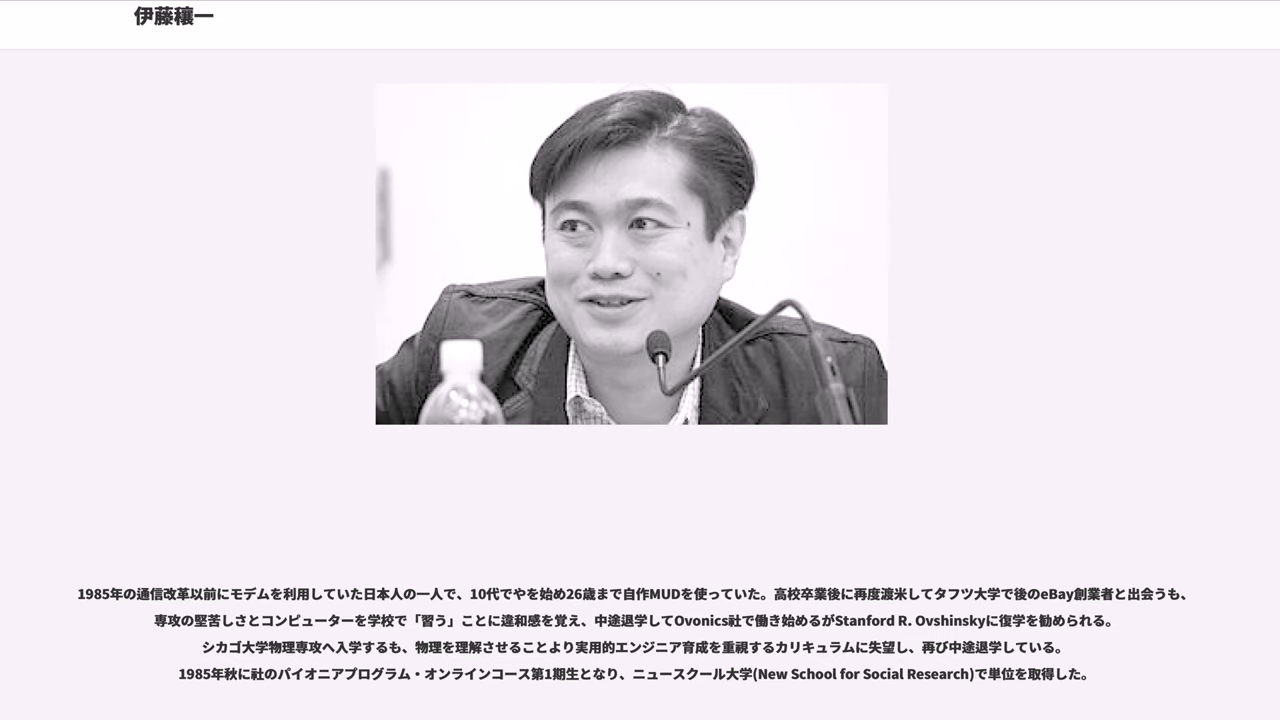 伊藤穰一
1985年の通信改革以前にモデムを利用していた日本人の一人で、10代でやを始め26歳まで自作MUDを使っていた。高校卒業後に再度渡米してタフツ大学で後のeBay創業者と出会うも、
専攻の堅苦しさとコンピューターを学校で「習う」ことに違和感を覚え、中途退学してOvonics社で働き始めるがStanford R. Ovshinskyに復学を勧められる。
シカゴ大学物理専攻へ入学するも、物理を理解させることより実用的エンジニア育成を重視するカリキュラムに失望し、再び中途退学している。
1985年秋に社のパイオニアプログラム・オンラインコース第1期生となり、ニュースクール大学(New School for Social Research)で単位を取得した。